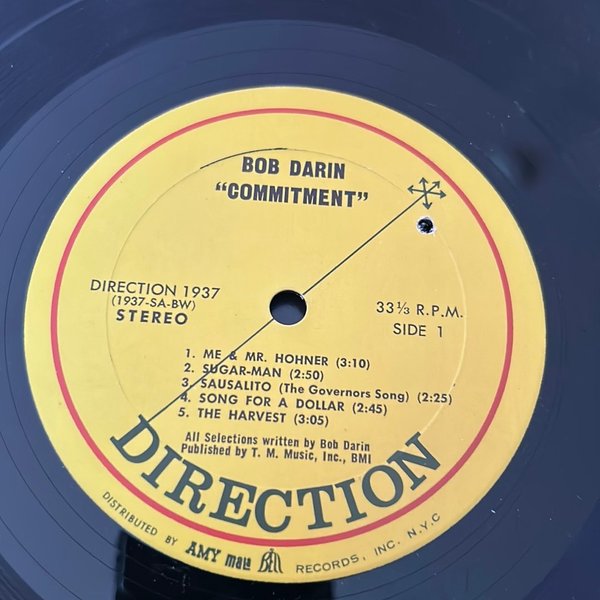 BOB DARIN
“COMMITMENT”
DIRECTION 1937
(1937-SA-BW)
STEREO
33⅓ R.P.M.
SIDE 1
1. ME & MR. HOHNER (3:10)
2. SUGAR-MAN (2:50)
3. SAUSALITO (The Governors Song) (2:25)
4. SONG FOR A DOLLAR (2:45)
5. THE HARVEST (3:05)
All Selections written by Bob Darin
Published by T. M. Music, Inc., BMI
DIRECTION
DISTRIBUTED BY AMY mala BELL RECORDS, INC. N.Y.C